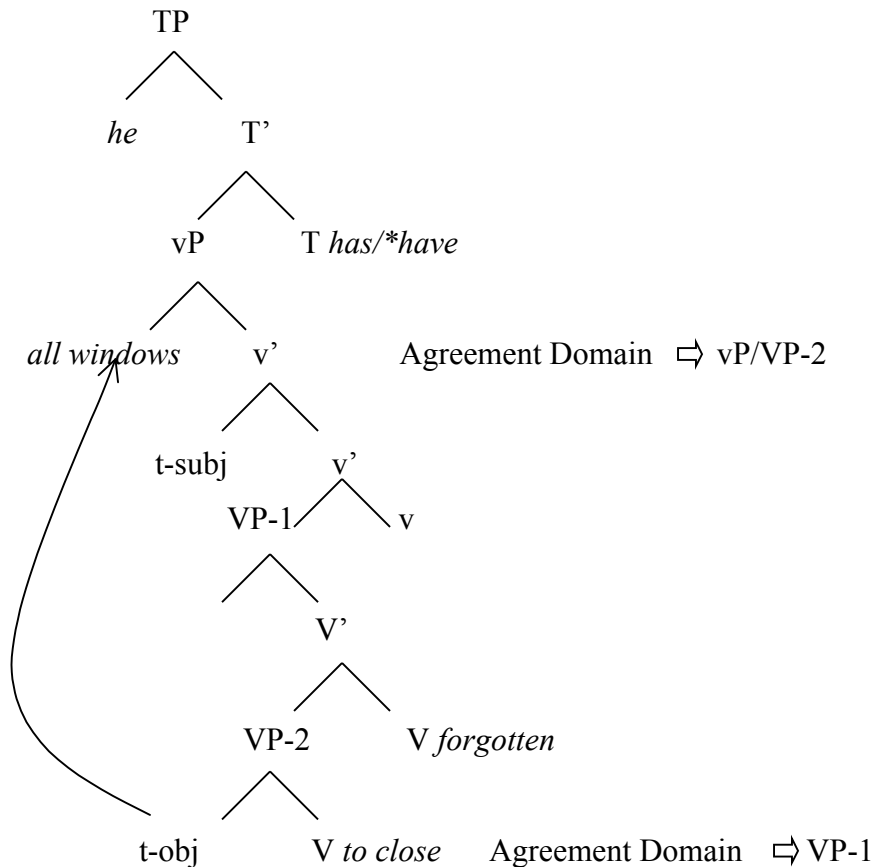 TP
he T’
vP T has/*have
all windows v’ Agreement Domain ⇨ vP/VP-2
t-subj v’
VP-1 v
V’
VP-2 V forgotten
t-obj V to close Agreement Domain ⇨ VP-1